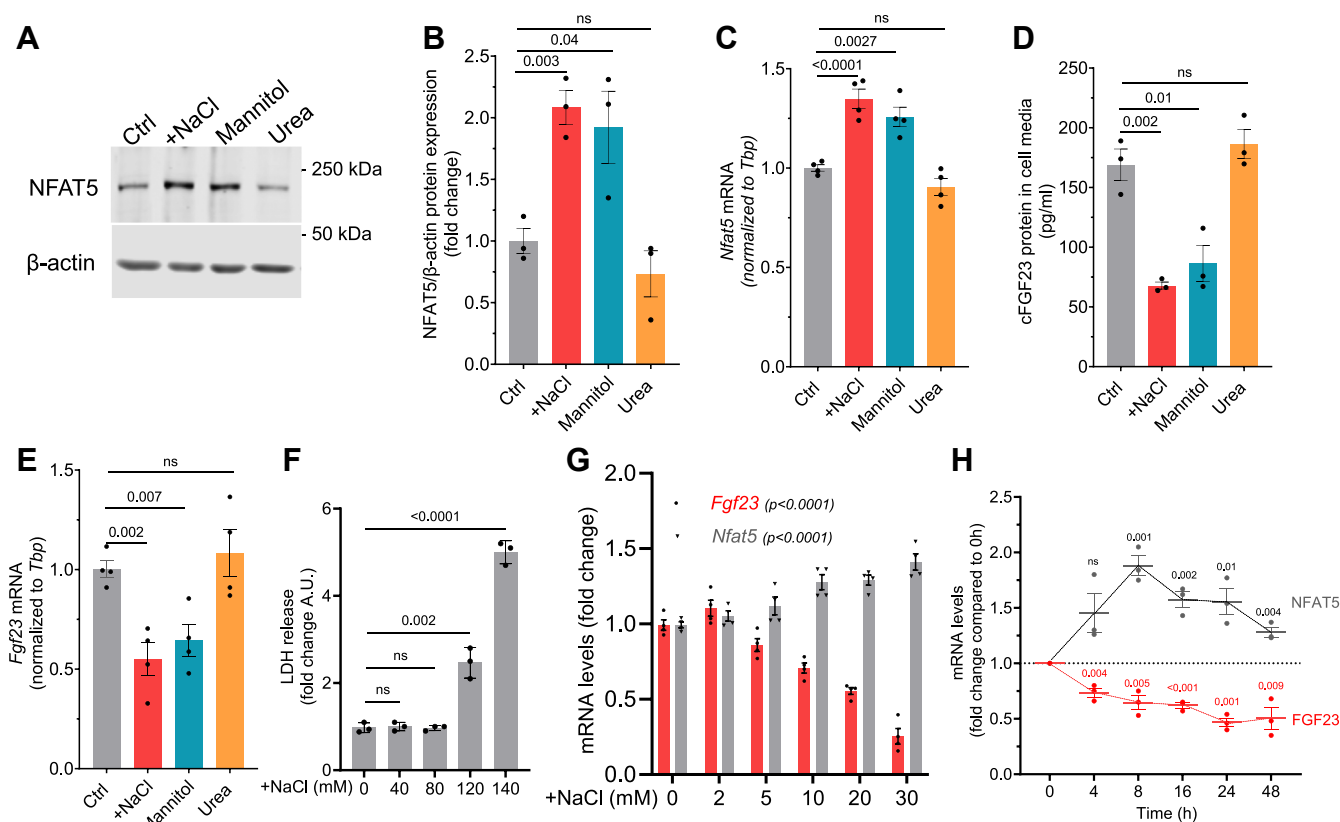 A
Ctrl
+NaCl
Mannitol
Urea
NFAT5
- 250 kDa
- 50 kDa
β-actin
B
ns
0.04
0.003
NFAT5/β-actin protein expression
(fold change)
2.5
2.0
1.5
1.0
0.5
0.0
Ctrl
+NaCl
Mannitol
Urea
C
ns
0.0027
<0.0001
Nfat5 mRNA
(normalized to Tbp)
1.5
1.0
0.5
0.0
Ctrl
+NaCl
Mannitol
Urea
D
ns
0.01
0.002
cFGF23 protein in cell media
(pg/ml)
250
200
150
100
50
0
Ctrl
+NaCl
Mannitol
Urea
E
ns
0.007
0.002
Fgf23 mRNA
(normalized to Tbp)
1.5
1.0
0.5
0.0
Ctrl
+NaCl
Mannitol
Urea
F
<0.0001
0.002
ns
ns
LDH release
(fold change A.U.)
6
4
2
0
+NaCl (mM)
0
40
80
120
140
G
Fgf23 (p<0.0001)
Nfat5 (p<0.0001)
mRNA levels (fold change)
2.0
1.5
1.0
0.5
0.0
+NaCl (mM)
0
2
5
10
20
30
H
mRNA levels
(fold change compared to 0h)
2.5
2.0
1.5
1.0
0.5
0.0
ns
0.001
0.002
0.01
0.004
NFAT5
0.004
0.005
<0.001
0.001
0.009
FGF23
0
4
8
16
24
48
Time (h)